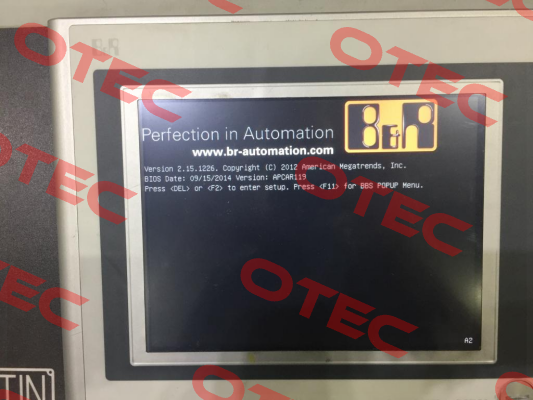 B&R
Perfection in Automation
www.br-automation.com
Version 2.15.1226. Copyright (C) 2012 American Megatrends, Inc.
BIOS Date: 09/15/2014 Version: APCAR119
Press <DEL> or <F2> to enter setup. Press <F11> for BBS POPUP Menu.
A2
TIN
OTEC
OTEC
OTEC
OTEC
OTEC
OTEC
OTEC